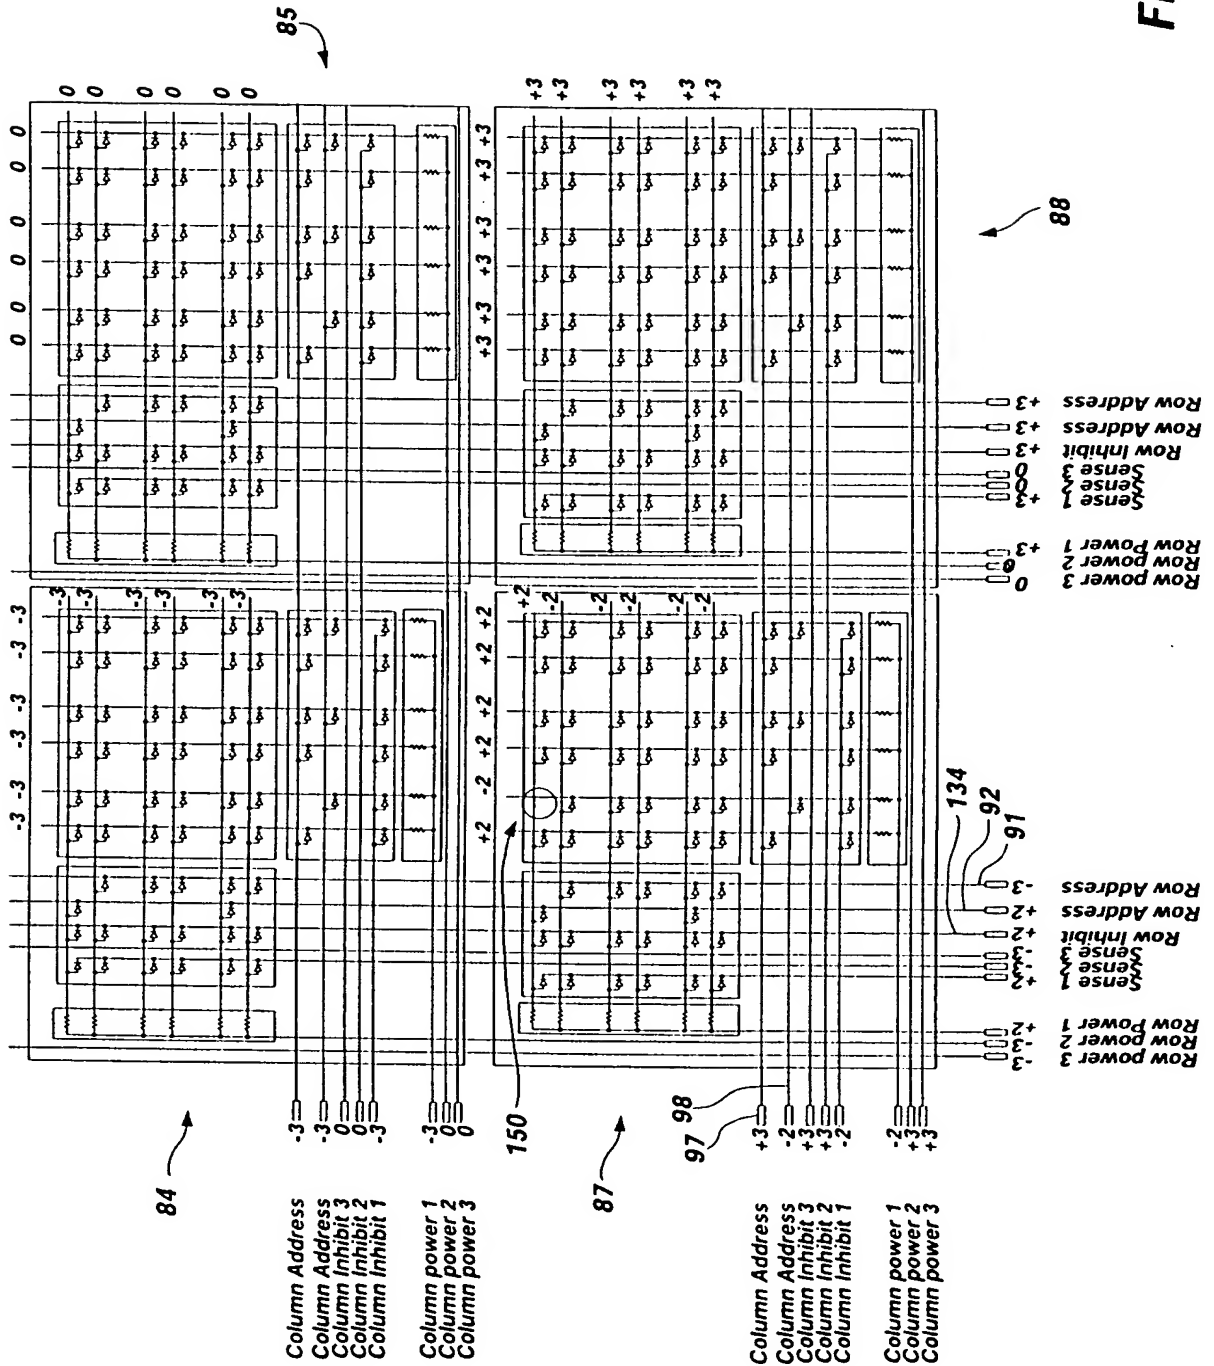 85
0 0 0 0 0 0
0 0 0 0 0 0
-3 -3 -3 -3 -3 -3
-3 -3 -3 -3 -3 -3
84
-3 Column Address
-3 Column Address
0 Column Inhibit 3
0 Column Inhibit 2
-3 Column Inhibit 1
-3 Column power 1
0 Column power 2
0 Column power 3
+3 +3 +3 +3 +3 +3
+3 +3 +3 +3 +3 +3
88
+2 +2 +2 +2 -2 +2
+2 -2 -2 -2 -2 -2
150
87
98
97
+3 Column Address
-2 Column Address
+3 Column Inhibit 3
+3 Column Inhibit 2
-2 Column Inhibit 1
-2 Column power 1
+3 Column power 2
+3 Column power 3
Row Address +3
Row Address +3
Row Inhibit +3
Sense 3 0
Sense 2 0
Sense 1 +3
Row Power 1 +3
Row power 2 0
Row power 3 0
134
92
91
Row Address -3
Row Address +2
Row Inhibit +2
Sense 3 -3
Sense 2 -3
Sense 1 +2
Row Power 1 +2
Row power 2 -3
Row power 3 -3